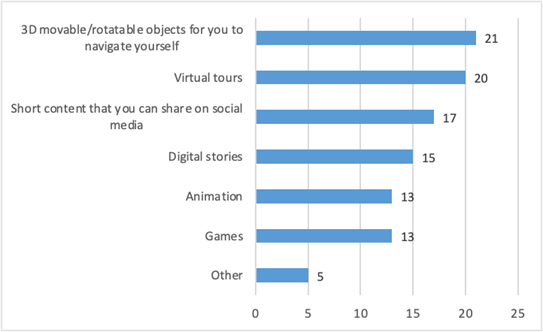 3D movable/rotatable objects for you to
navigate yourself
21
Virtual tours
20
Short content that you can share on social
media
17
Digital stories
15
Animation
13
Games
13
Other
5
0 5 10 15 20 25